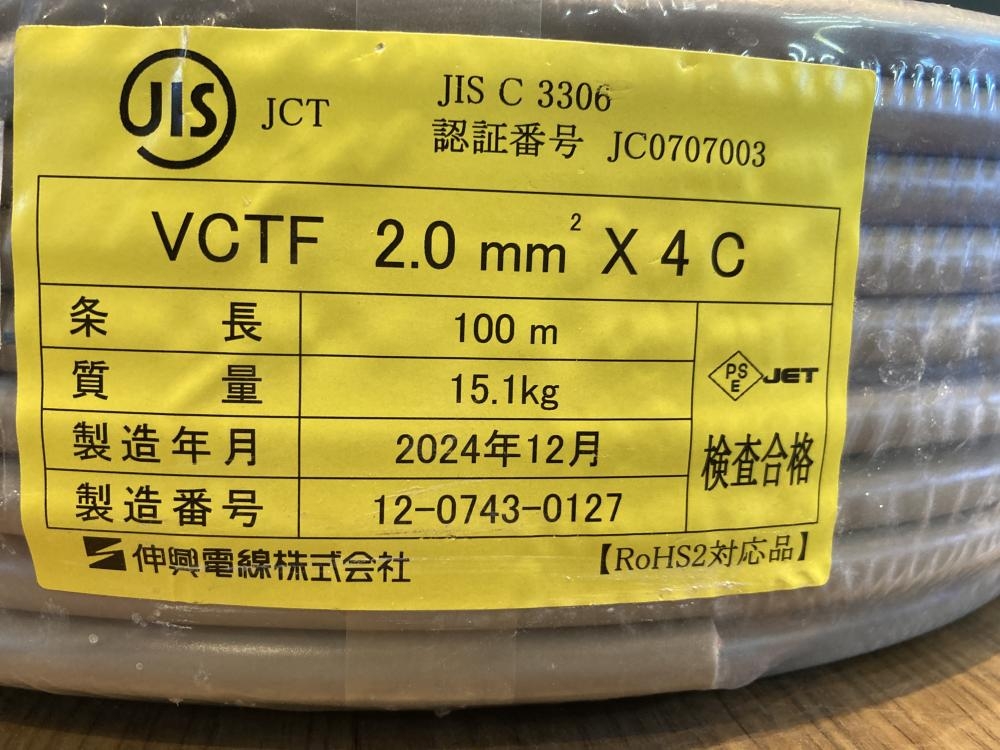 JIS JCT JIS C 3306
認証番号 JC0707003
VCTF 2.0 mm² X 4 C
条長 100 m
質量 15.1kg
PS E JET
製造年月 2024年12月
検査合格
製造番号 12-0743-0127
伸興電線株式会社 【RoHS2対応品】